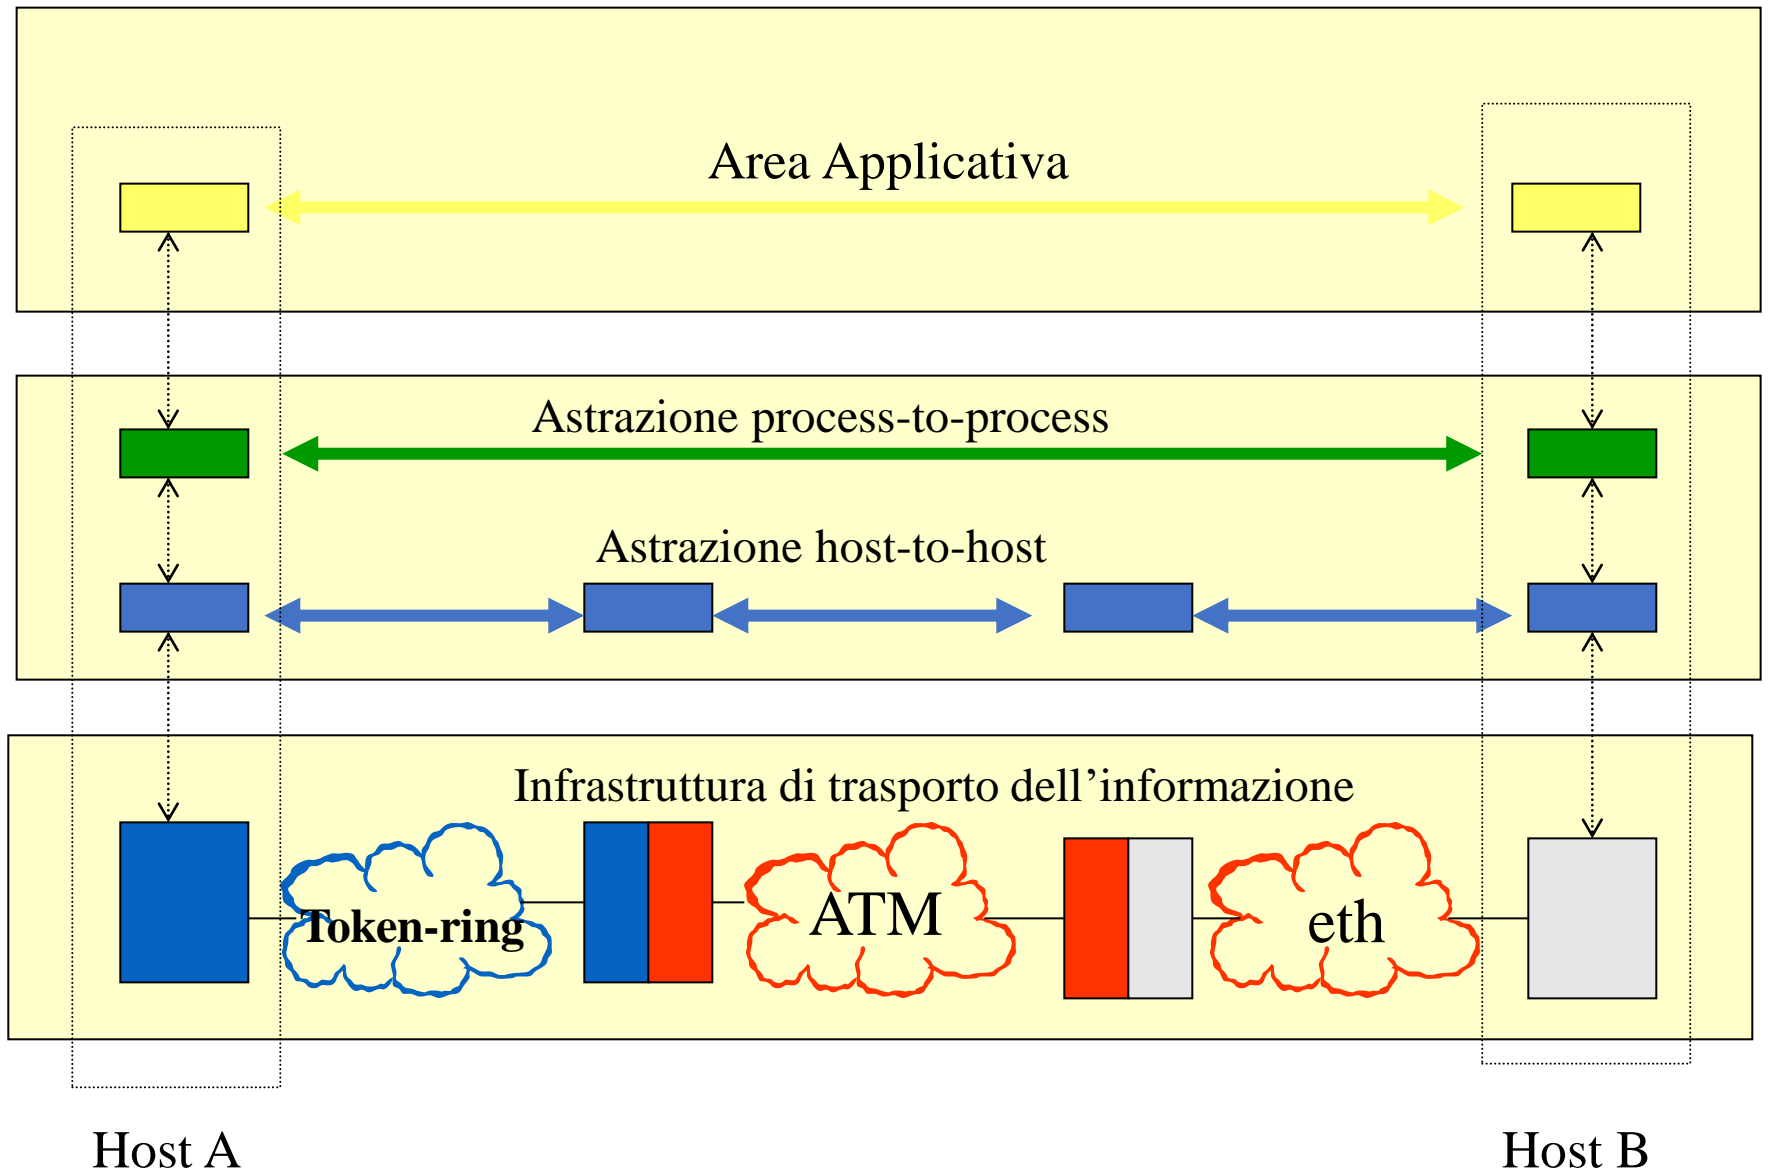 Area Applicativa
Astrazione process-to-process
Astrazione host-to-host
Infrastruttura di trasporto dell’informazione
Token-ring
ATM
eth
Host A
Host B